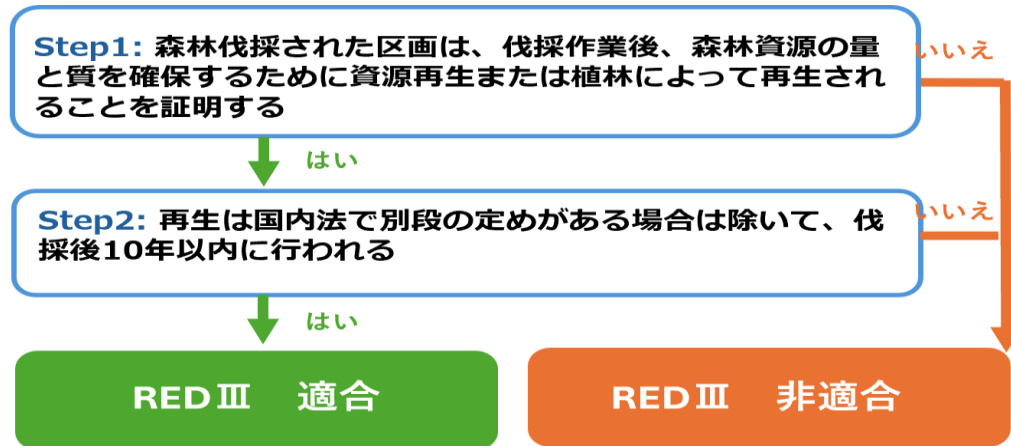 Step1: 森林伐採された区画は、伐採作業後、森林資源の量
と質を確保するために資源再生または植林によって再生され
ることを証明する
いいえ
はい
Step2: 再生は国内法で別段の定めがある場合は除いて、伐
採後10年以内に行われる
いいえ
はい
REDⅢ 適合
REDⅢ 非適合